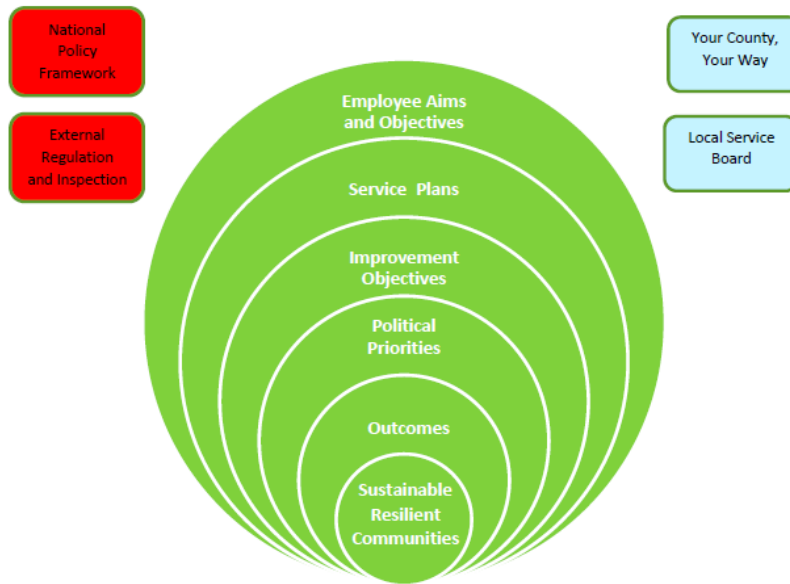 National
Policy
Framework
External
Regulation
and Inspection
Your County,
Your Way
Local Service
Board
Employee Aims
and Objectives
Service Plans
Improvement
Objectives
Political
Priorities
Outcomes
Sustainable
Resilient
Communities